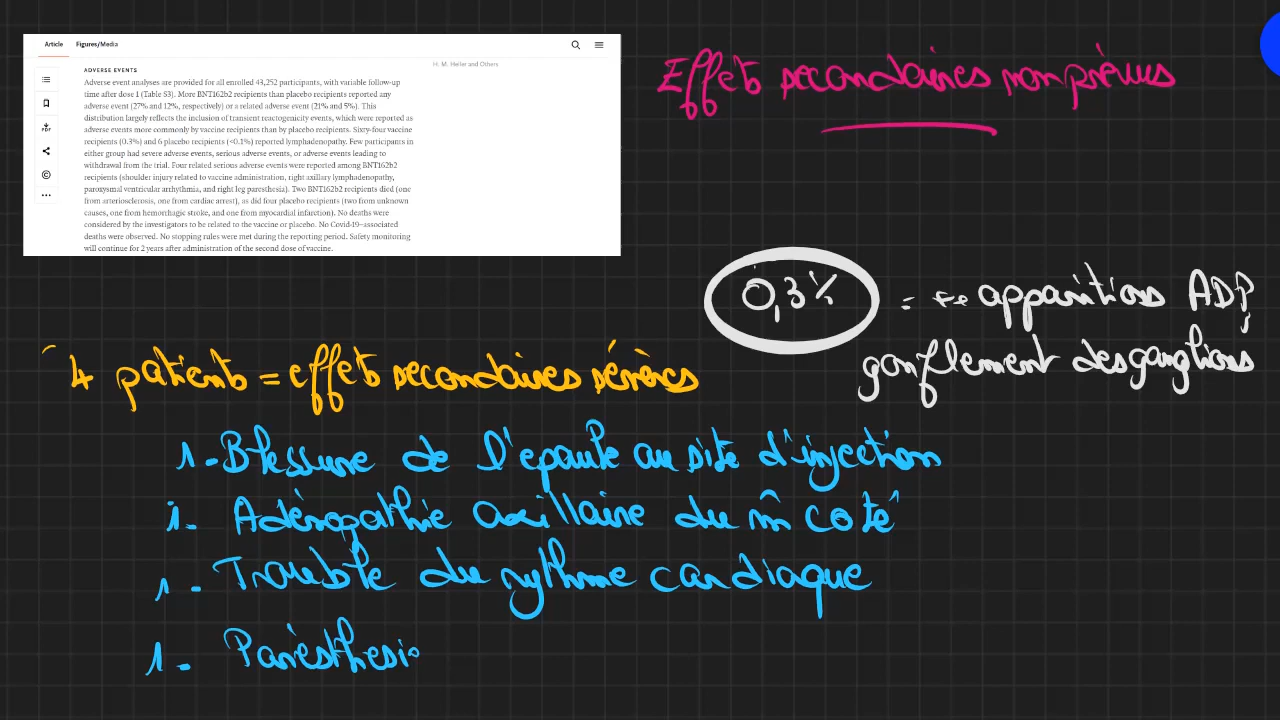 Article Figures/Media
H. M. Heiler and Others
ADVERSE EVENTS
Adverse event analyses are provided for all enrolled 43,252 participants, with variable follow-up
time after dose 1 (Table S3). More BNT162b2 recipients than placebo recipients reported any
adverse event (27% and 12%, respectively) or a related adverse event (21% and 5%). This
distribution largely reflects the inclusion of transient reactogenicity events, which were reported as
adverse events more commonly by vaccine recipients than by placebo recipients. Sixty-four vaccine
recipients (0.3%) and 6 placebo recipients (<0.1%) reported lymphadenopathy. Few participants in
either group had severe adverse events, serious adverse events, or adverse events leading to
withdrawal from the trial. Four related serious adverse events were reported among BNT162b2
recipients (shoulder injury related to vaccine administration, right axillary lymphadenopathy,
paroxysmal ventricular arrhythmia, and right leg paresthesia). Two BNT162b2 recipients died (one
from arteriosclerosis, one from cardiac arrest), as did four placebo recipients (two from unknown
causes, one from hemorrhagic stroke, and one from myocardial infarction). No deaths were
considered by the investigators to be related to the vaccine or placebo. No Covid-19–associated
deaths were observed. No stopping rules were met during the reporting period. Safety monitoring
will continue for 2 years after administration of the second dose of vaccine.
PDF
Effet secondaires non prévus
0,3% = apparitions ADP,
gonflement des ganglions
4 patient = effet secondaires sévères
1 - Blessure de l'épaule au site d'injection
1 - Adénopathie axillaire du m̂ coté
1 - Trouble du rythme cardiaque
1 - Parésthesi